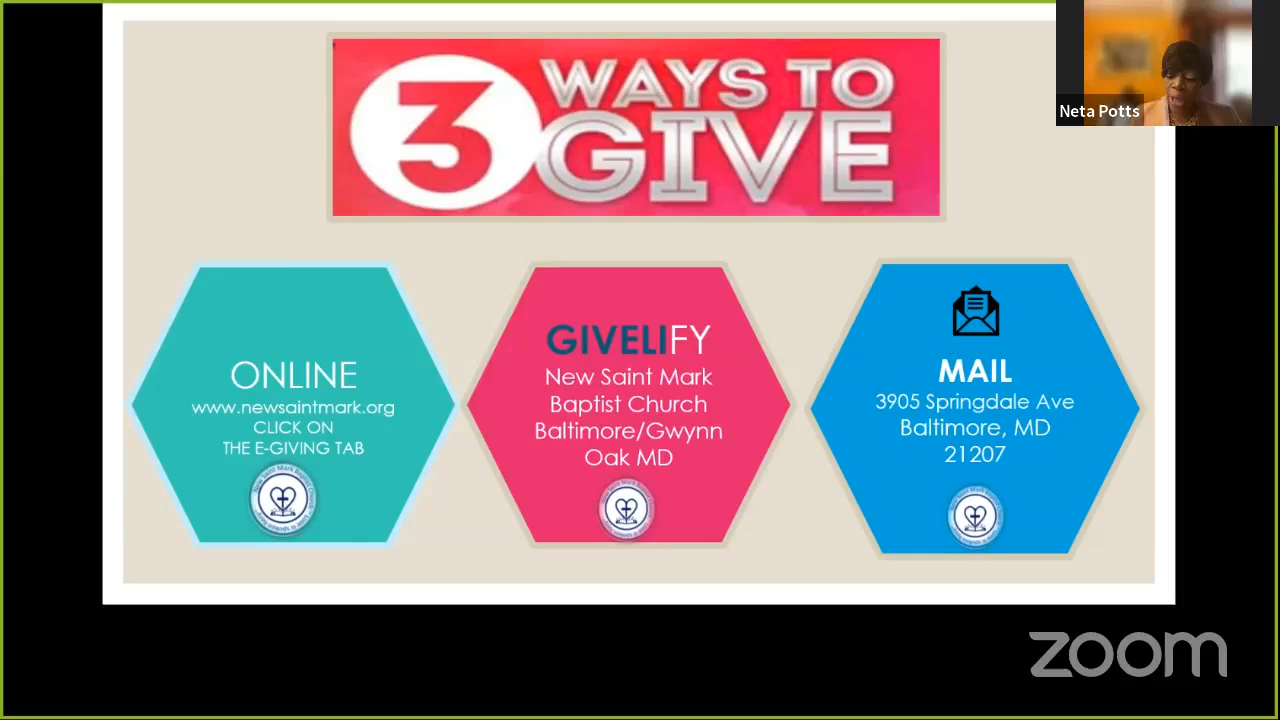 3 WAYS TO
GIVE
Neta Potts
ONLINE
www.newsaintmark.org
CLICK ON
THE E-GIVING TAB
GIVELIFY
New Saint Mark
Baptist Church
Baltimore/Gwynn
Oak MD
MAIL
3905 Springdale Ave
Baltimore, MD
21207
zoom